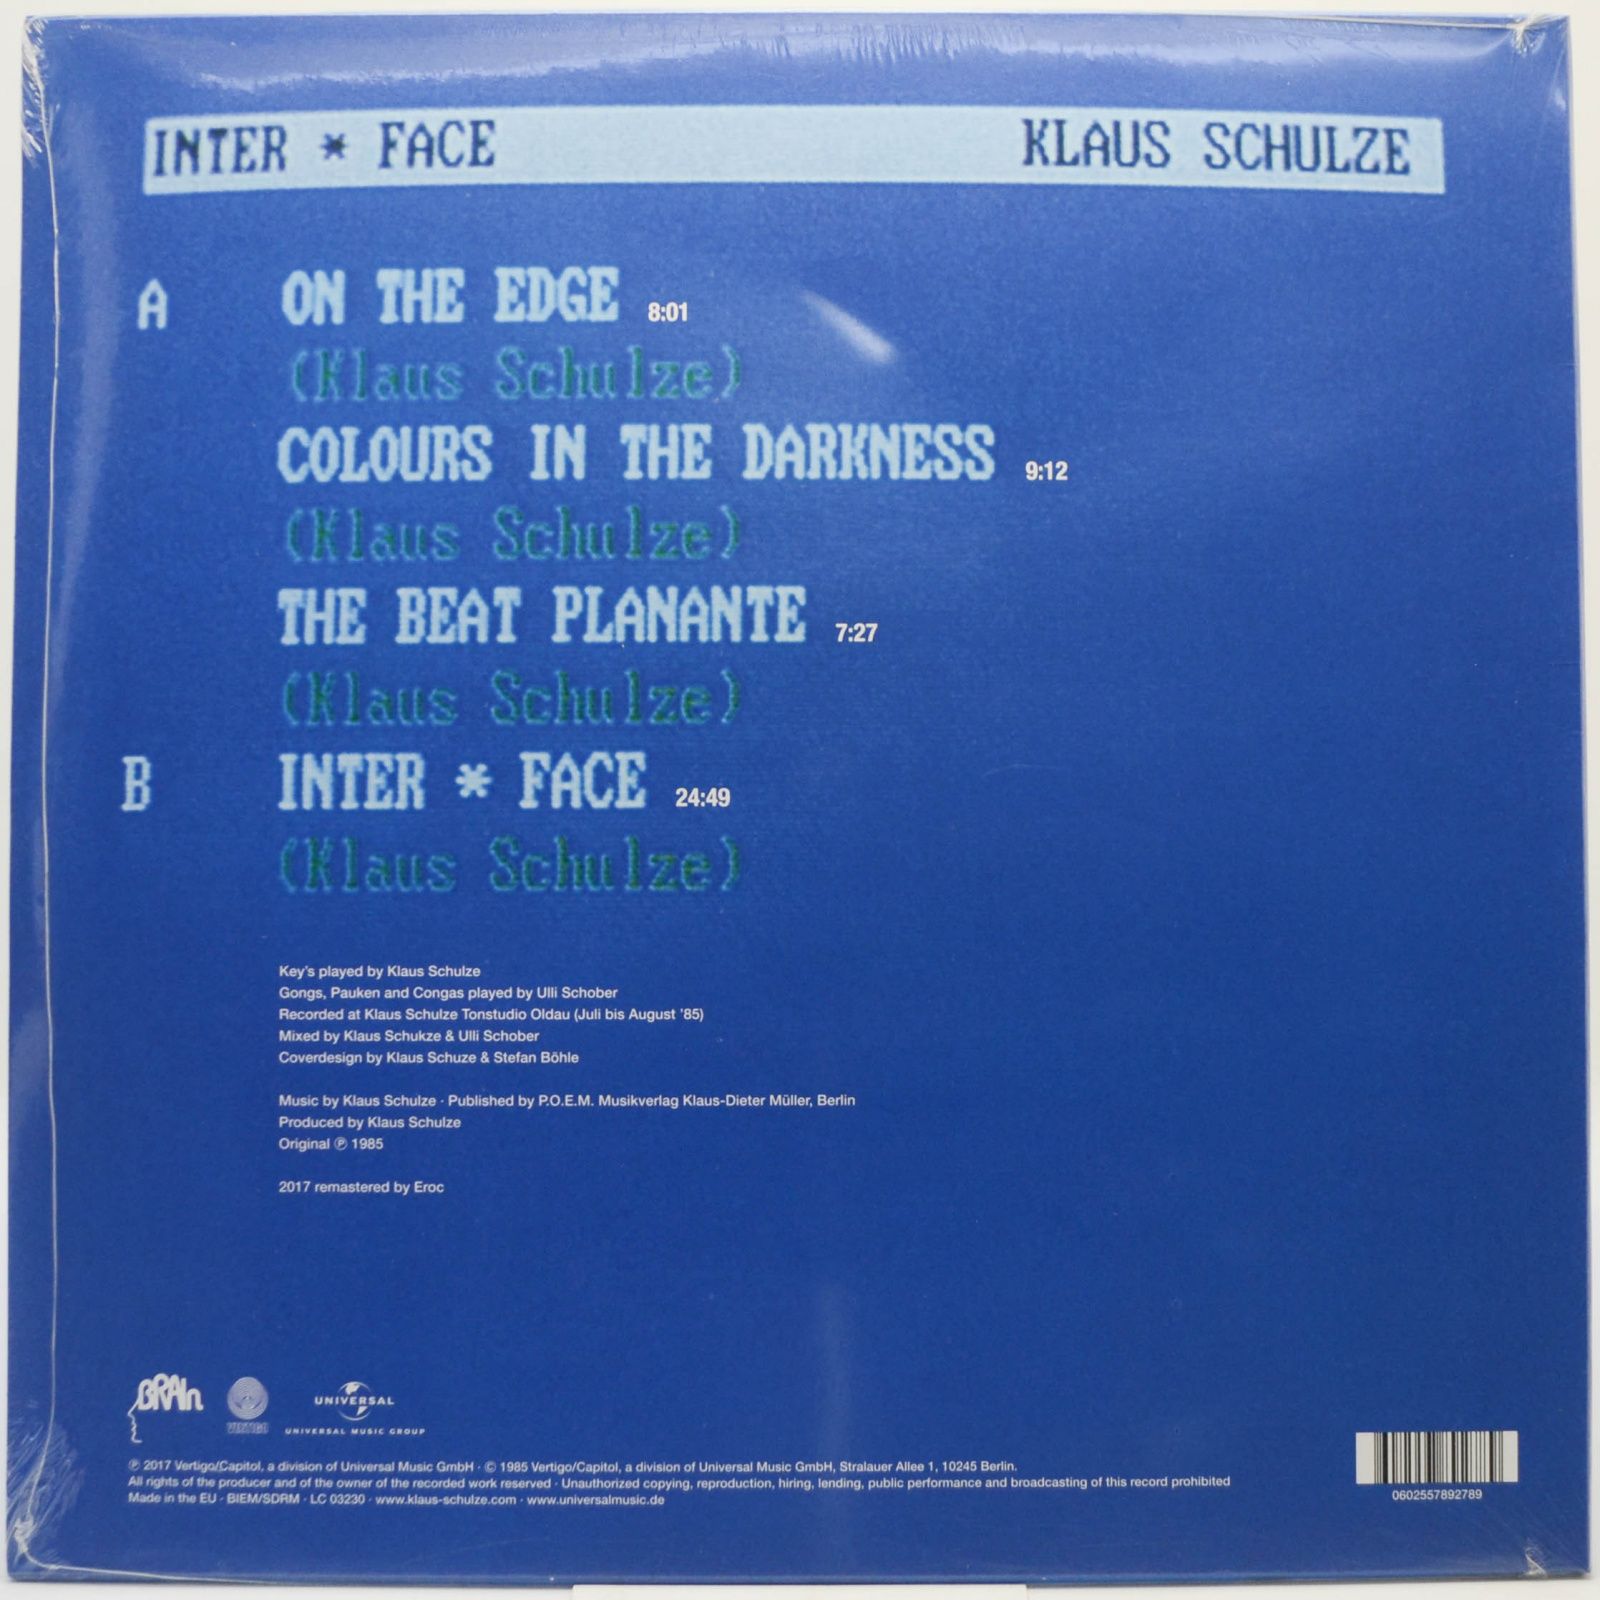 INTER * FACE KLAUS SCHULZE
A ON THE EDGE 8:01
(Klaus Schulze)
COLOURS IN THE DARKNESS 9:12
(Klaus Schulze)
THE BEAT PLANANTE 7:27
(Klaus Schulze)
B INTER * FACE 24:49
(Klaus Schulze)
Key's played by Klaus Schulze
Gongs, Pauken and Congas played by Ulli Schober
Recorded at Klaus Schulze Tonstudio Oldau (Juli bis August '85)
Mixed by Klaus Schukze & Ulli Schober
Coverdesign by Klaus Schuze & Stefan Böhle
Music by Klaus Schulze · Published by P.O.E.M. Musikverlag Klaus-Dieter Müller, Berlin
Produced by Klaus Schulze
Original ℗ 1985
2017 remastered by Eroc
BRAIn
VERTIGO
UNIVERSAL
UNIVERSAL MUSIC GROUP
℗ 2017 Vertigo/Capitol, a division of Universal Music GmbH · © 1985 Vertigo/Capitol, a division of Universal Music GmbH, Stralauer Allee 1, 10245 Berlin.
All rights of the producer and of the owner of the recorded work reserved · Unauthorized copying, reproduction, hiring, lending, public performance and broadcasting of this record prohibited
Made in the EU · BIEM/SDRM · LC 03230 · www.klaus-schulze.com · www.universalmusic.de
0602557892789